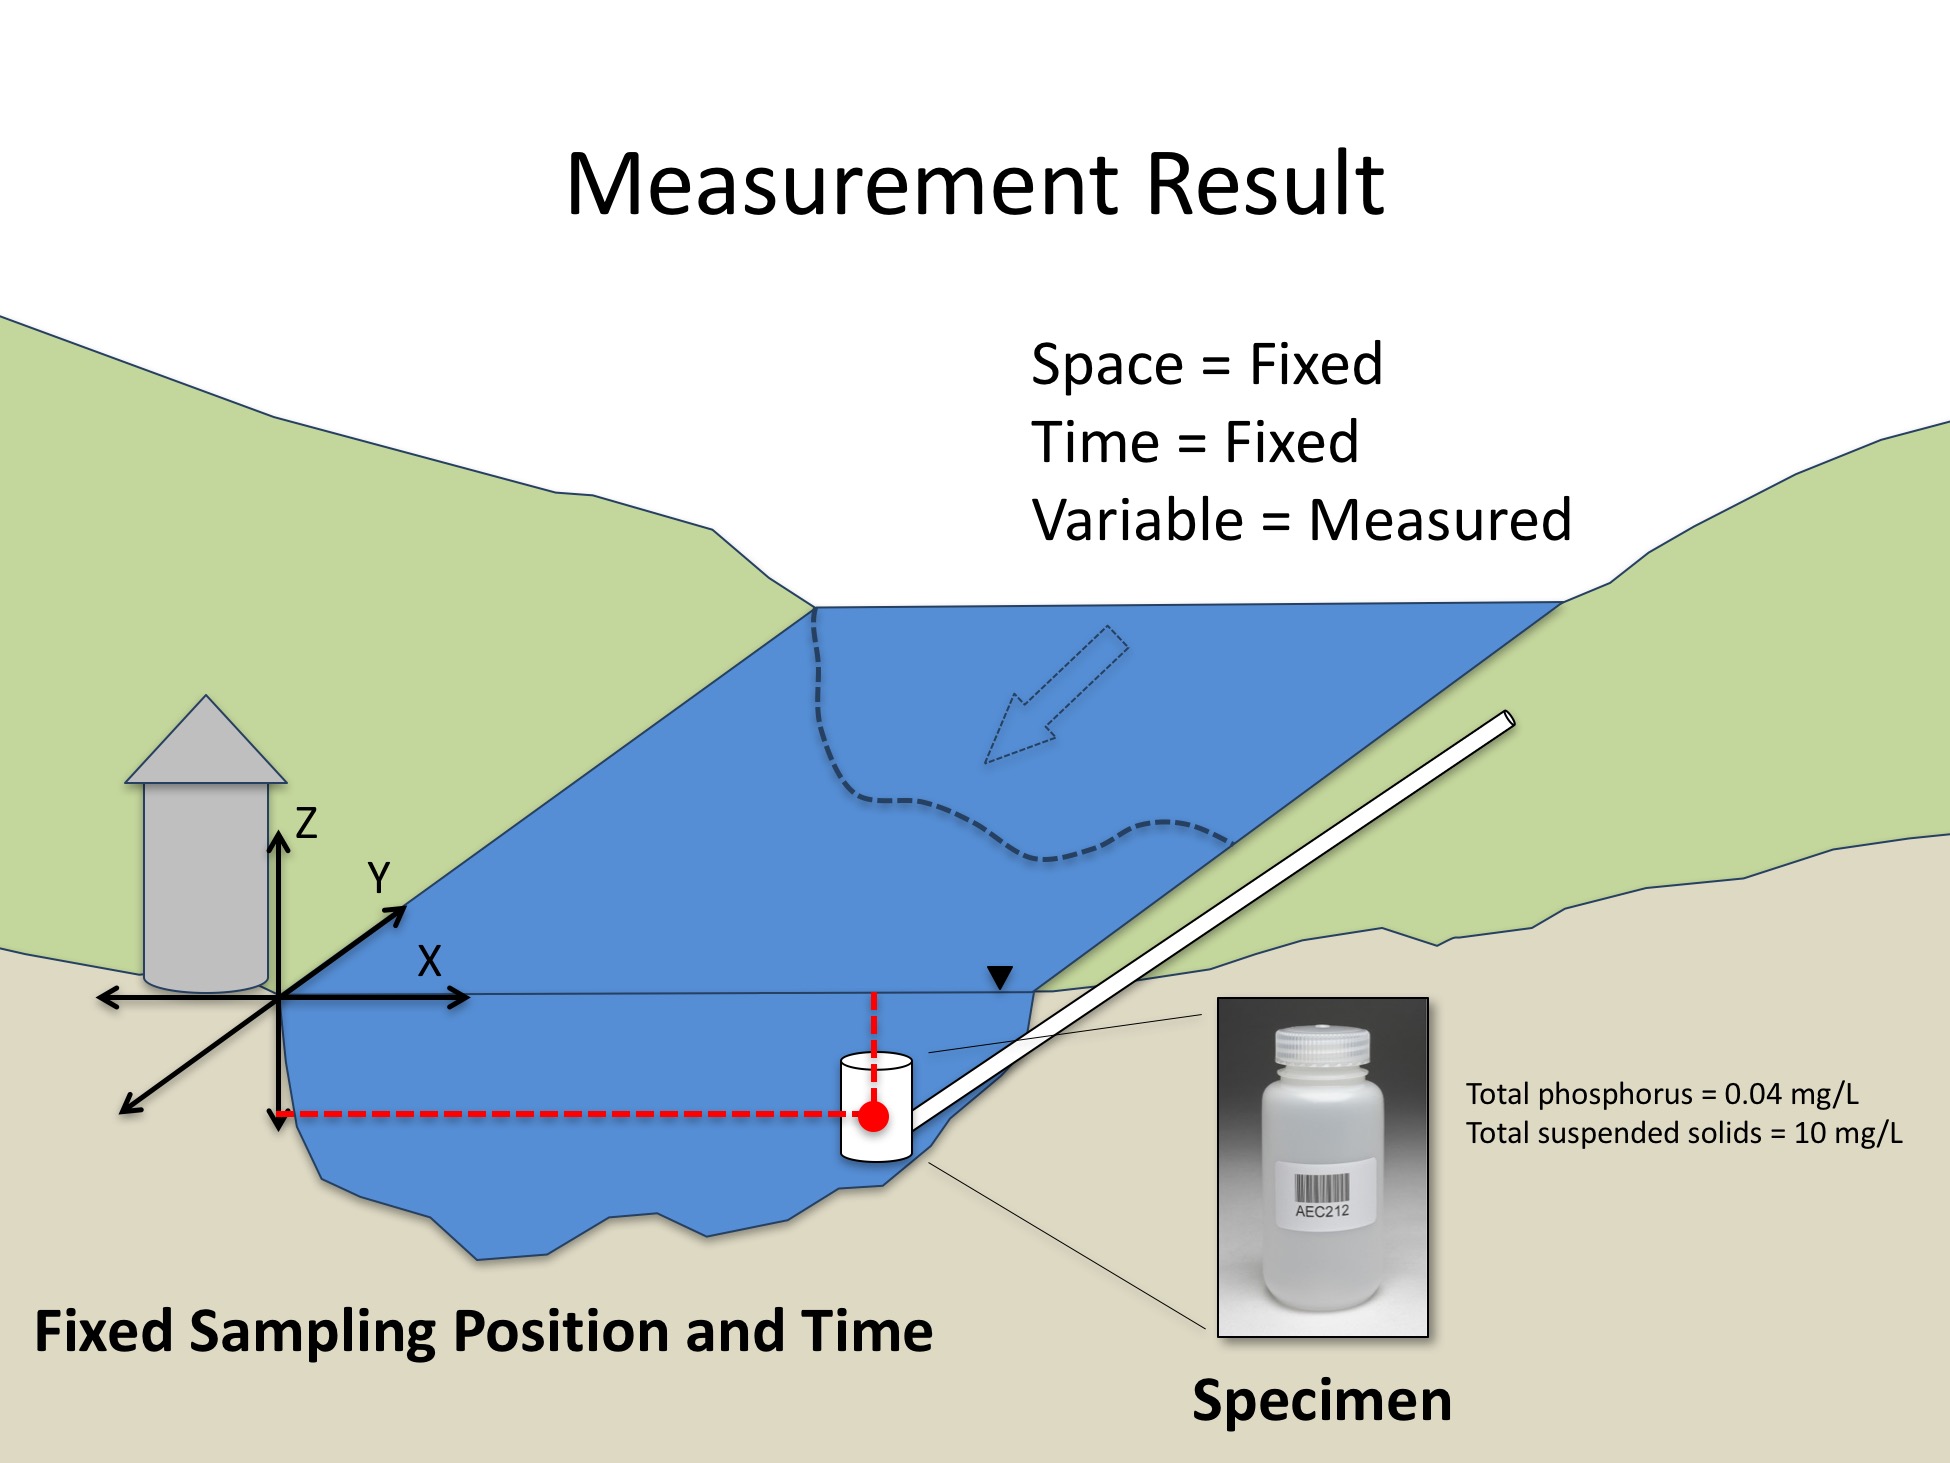 Measurement Result
Space = Fixed
Time = Fixed
Variable = Measured
Z
Y
X
Total phosphorus = 0.04 mg/L
Total suspended solids = 10 mg/L
AEC212
Fixed Sampling Position and Time
Specimen